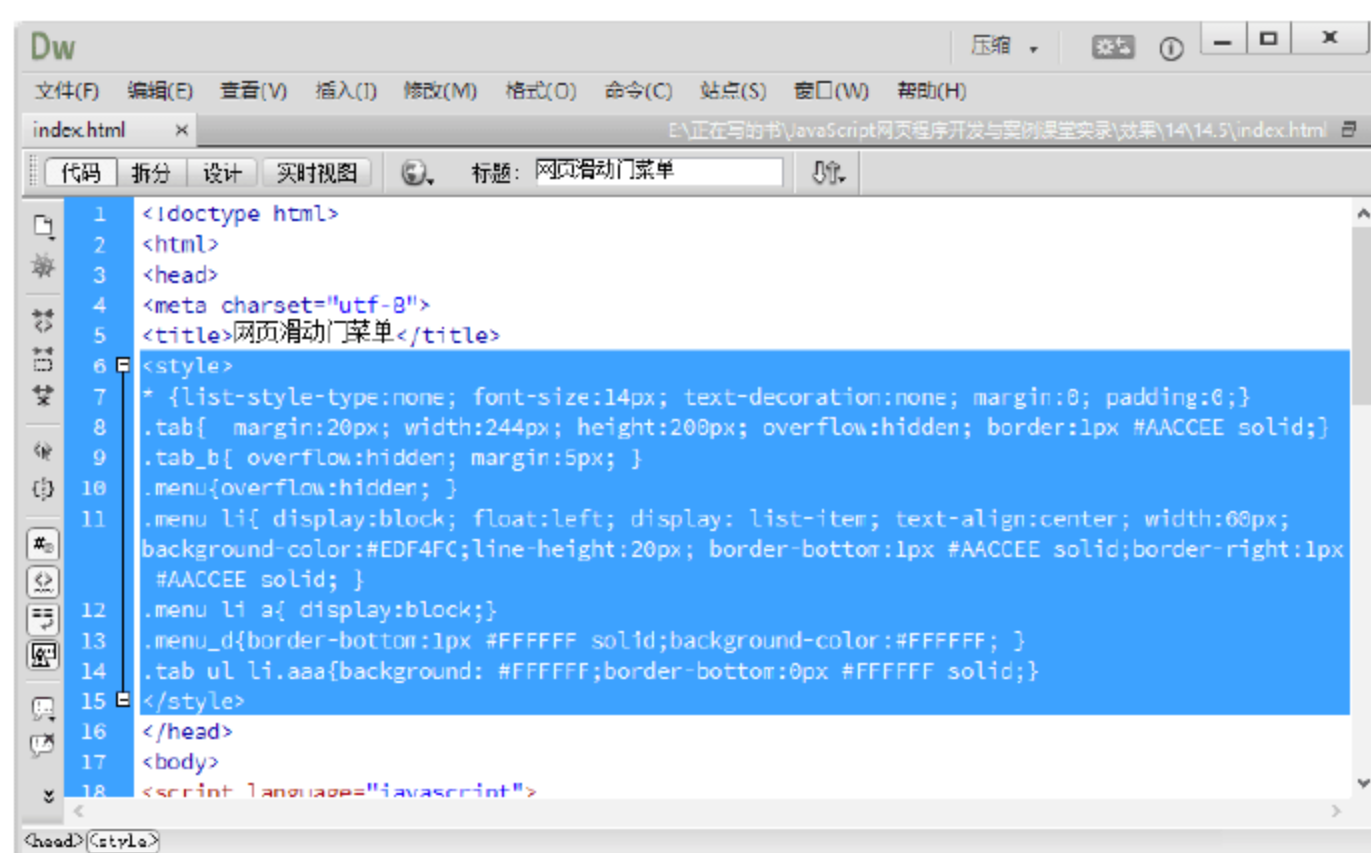 Dw
压缩
文件(F) 编辑(E) 查看(V) 插入(I) 修改(M) 格式(O) 命令(C) 站点(S) 窗口(W) 帮助(H)
index.html × E:\正在写的书\JavaScript网页程序开发与案例课堂实录\效果\14\14.5\index.html
代码 拆分 设计 实时视图 标题: 网页滑动门菜单
1 <!doctype html>
2 <html>
3 <head>
4 <meta charset="utf-8">
5 <title>网页滑动门菜单</title>
6 <style>
7 * {list-style-type:none; font-size:14px; text-decoration:none; margin:0; padding:0;}
8 .tab{  margin:20px; width:244px; height:200px; overflow:hidden; border:1px #AACCEE solid;}
9 .tab_b{ overflow:hidden; margin:5px; }
10 .menu{overflow:hidden; }
11 .menu li{ display:block; float:left; display: list-item; text-align:center; width:60px;
background-color:#EDF4FC;line-height:20px; border-bottom:1px #AACCEE solid;border-right:1px
#AACCEE solid; }
12 .menu li a{ display:block;}
13 .menu_d{border-bottom:1px #FFFFFF solid;background-color:#FFFFFF; }
14 .tab ul li.aaa{background: #FFFFFF;border-bottom:0px #FFFFFF solid;}
15 </style>
16 </head>
17 <body>
18 <script language="javascript">
<head><style>